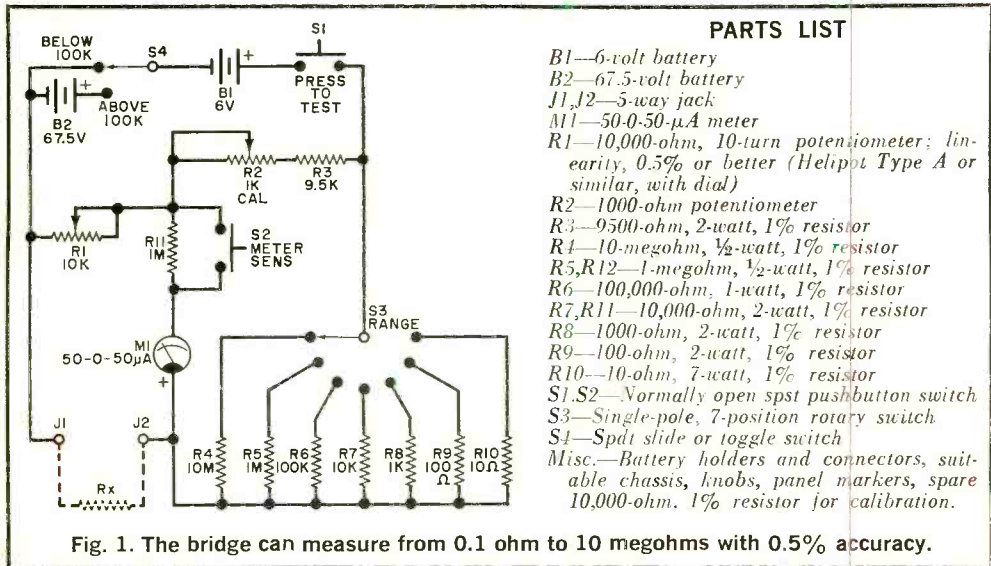 BELOW
100K
S4
S1
+
B1
6V
PRESS
TO
TEST
+
ABOVE
100K
B2
67.5V
R2
1K
CAL
R3
9.5K
R1
10K
R11
1M
S2
METER
SENS
S3
RANGE
M1
50-0-50µA
+
J1
J2
Rx
R4
10M
R5
1M
R6
100K
R7
10K
R8
1K
R9
100
Ω
R10
10Ω
PARTS LIST
B1—6-volt battery
B2—67.5-volt battery
J1,J2—5-way jack
M1—50-0-50-µA meter
R1—10,000-ohm, 10-turn potentiometer; lin-
earity, 0.5% or better (Helipot Type A or
similar, with dial)
R2—1000-ohm potentiometer
R3—9500-ohm, 2-watt, 1% resistor
R4—10-megohm, ½-watt, 1% resistor
R5,R12—1-megohm, ½-watt, 1% resistor
R6—100,000-ohm, 1-watt, 1% resistor
R7,R11—10,000-ohm, 2-watt, 1% resistor
R8—1000-ohm, 2-watt, 1% resistor
R9—100-ohm, 2-watt, 1% resistor
R10—10-ohm, 7-watt, 1% resistor
S1,S2—Normally open spst pushbutton switch
S3—Single-pole, 7-position rotary switch
S4—Spdt slide or toggle switch
Misc.—Battery holders and connectors, suit-
able chassis, knobs, panel markers, spare
10,000-ohm, 1% resistor for calibration.
Fig. 1. The bridge can measure from 0.1 ohm to 10 megohms with 0.5% accuracy.